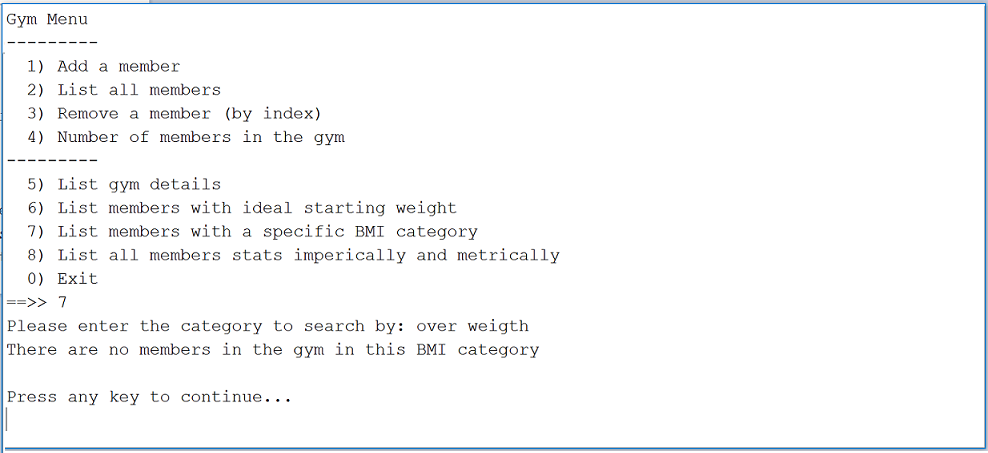 Gym Menu
---------
1) Add a member
2) List all members
3) Remove a member (by index)
4) Number of members in the gym
---------
5) List gym details
6) List members with ideal starting weight
7) List members with a specific BMI category
8) List all members stats imperically and metrically
0) Exit
==>> 7
Please enter the category to search by: over weigth
There are no members in the gym in this BMI category
Press any key to continue...